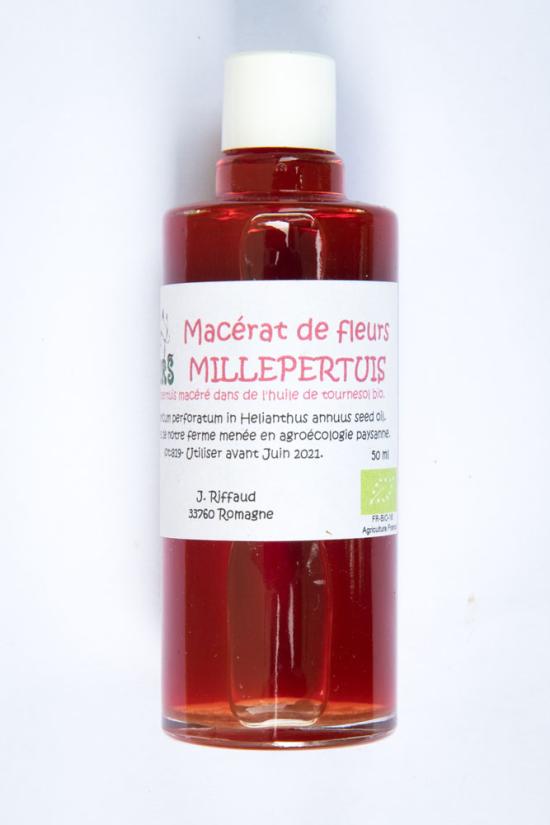 Macérat de fleurs
MILLEPERTUIS
macéré dans de l'huile de tournesol bio.
perforatum in Helianthus annuus seed oil.
de notre ferme menée en agroécologie paysanne.
Utiliser avant Juin 2021.
50 ml
J. Riffaud
33760 Romagne
Agriculture